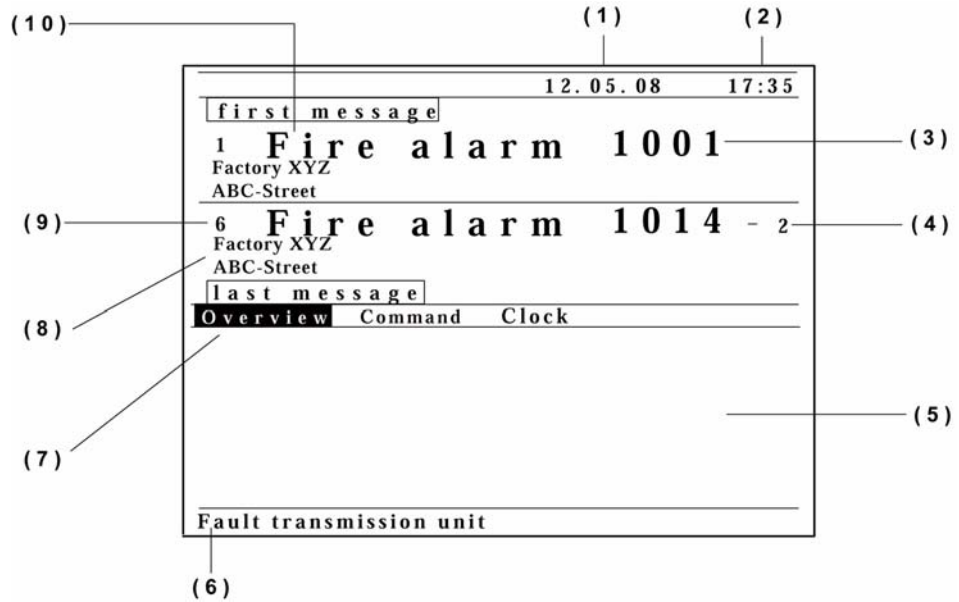 (10) (1) (2)
12.05.08 17:35
first message
1 Fire alarm 1001 (3)
Factory XYZ
ABC-Street
(9) 6 Fire alarm 1014 - 2 (4)
Factory XYZ
ABC-Street
last message
(8) Overview Command Clock
(5)
(7)
Fault transmission unit
(6)